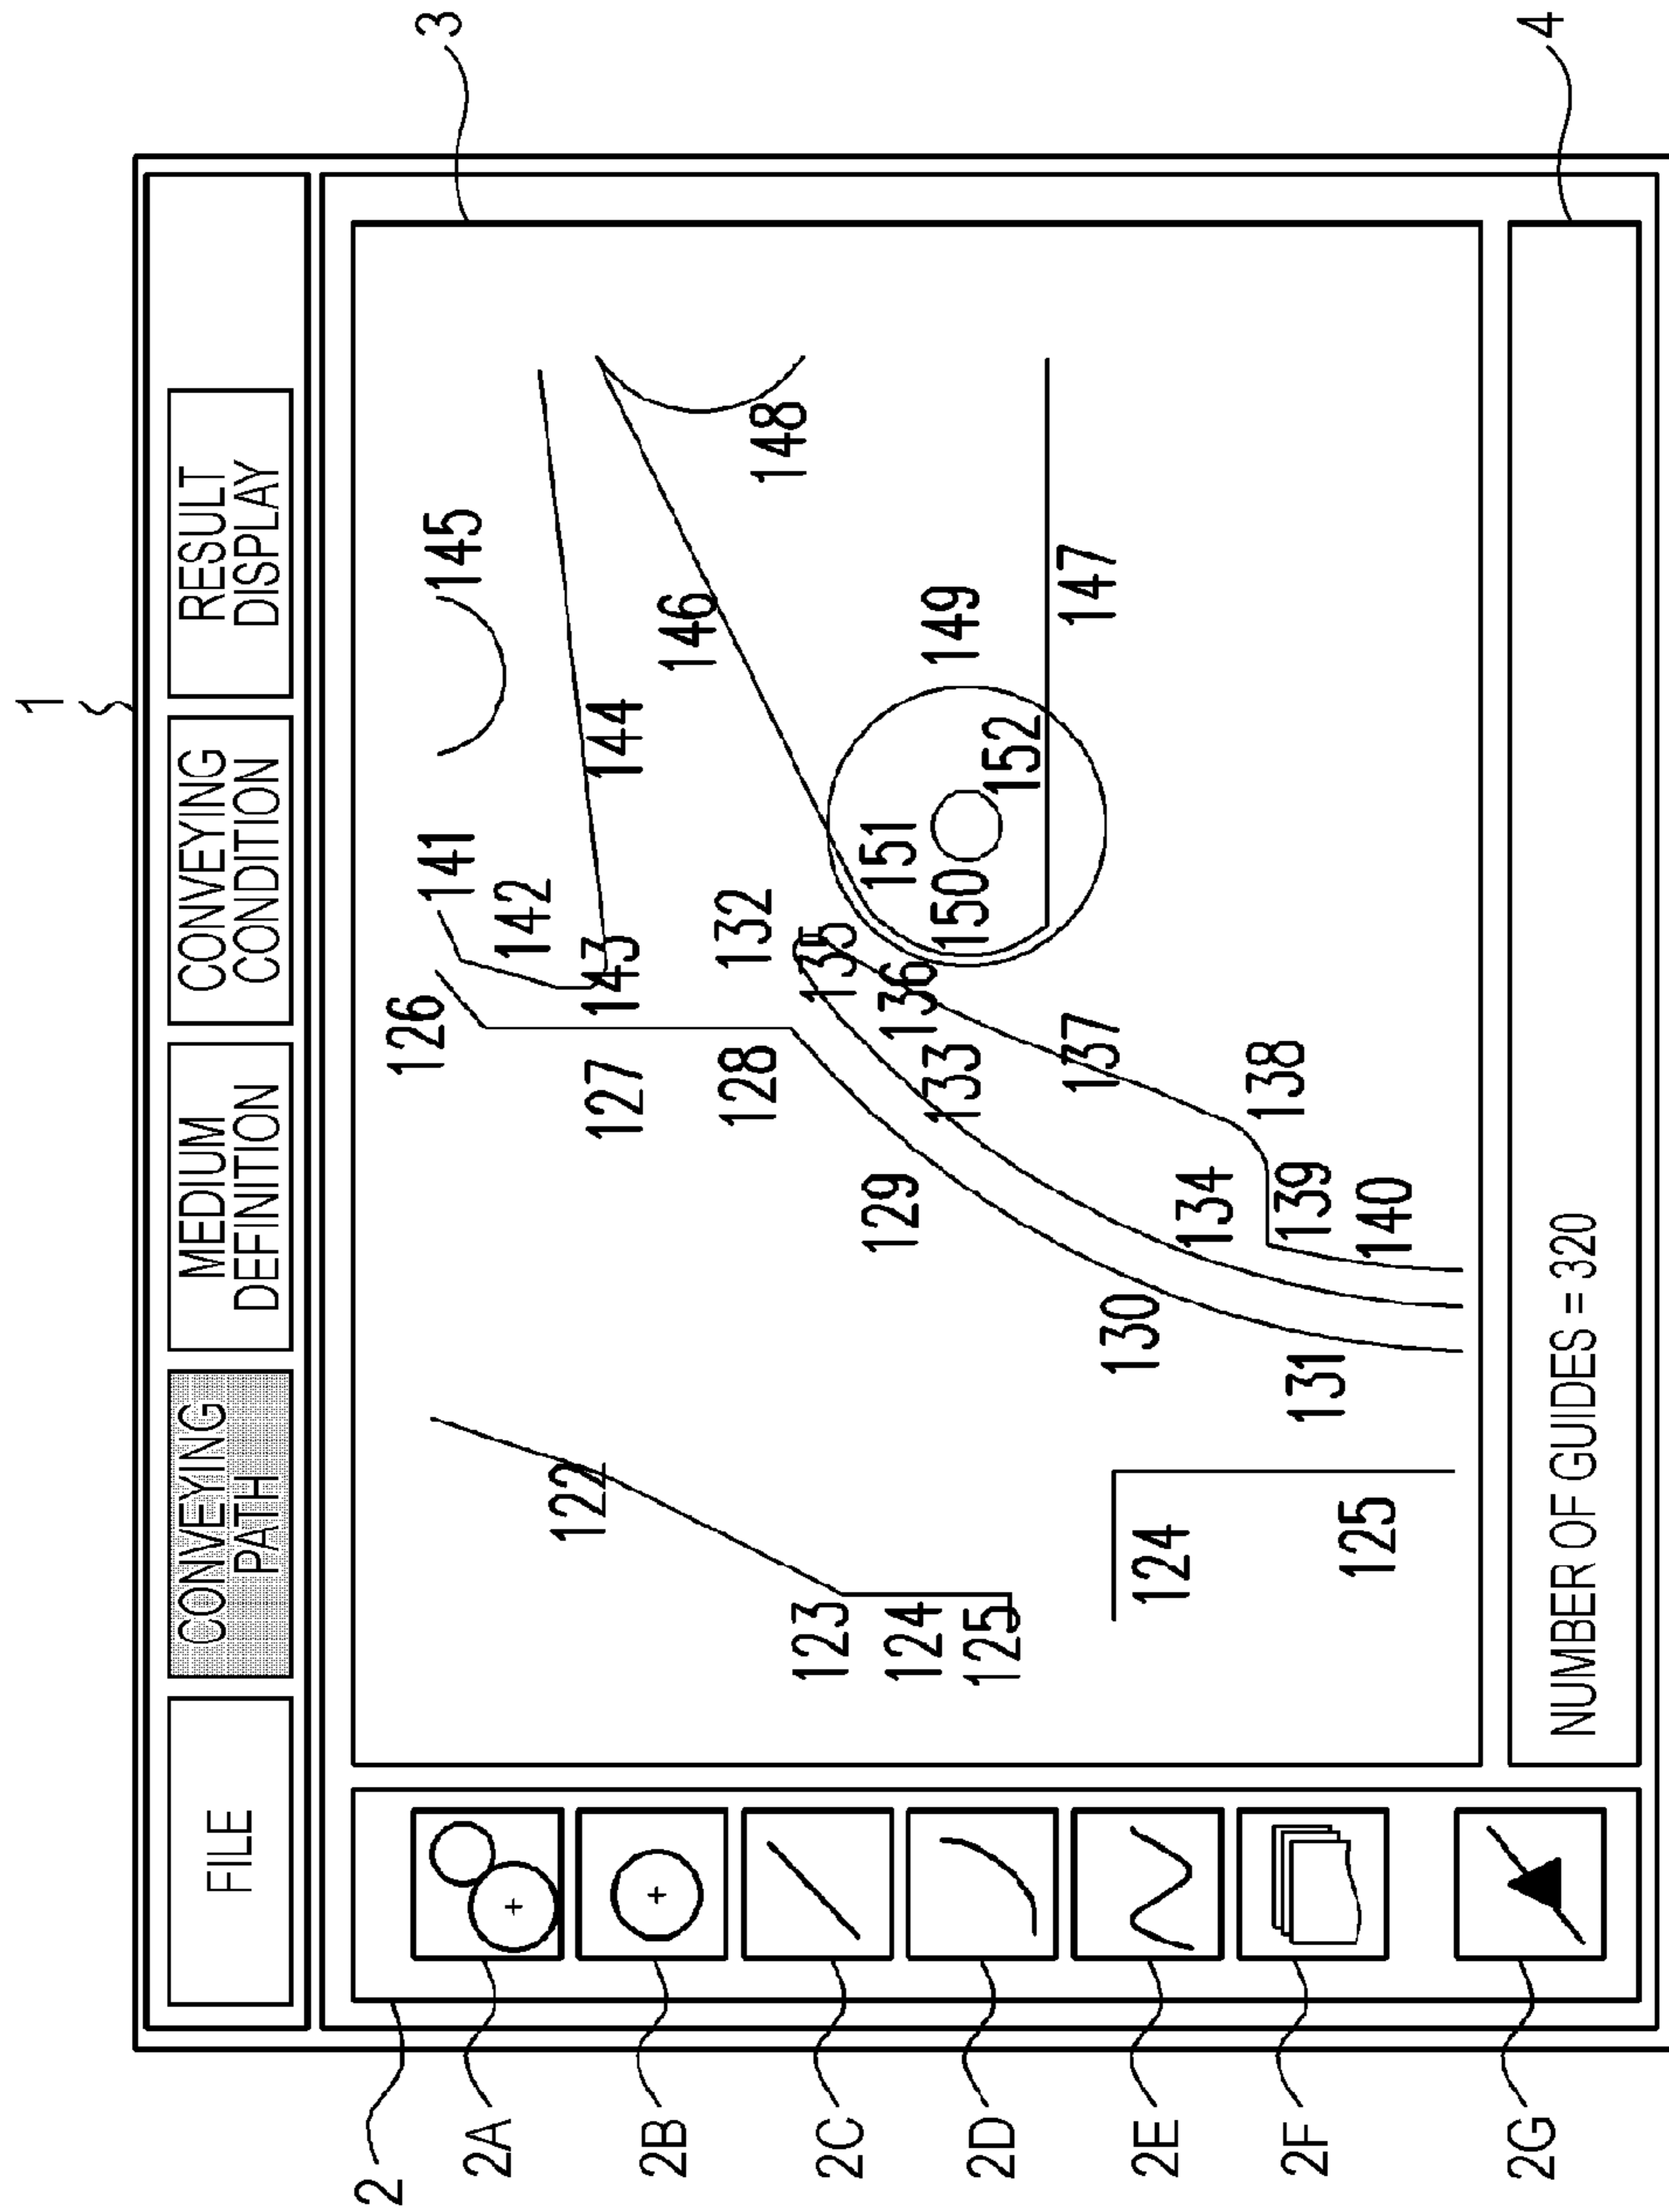 1
FILE
CONVEYING
PATH
MEDIUM
DEFINITION
CONVEYING
CONDITION
RESULT
DISPLAY
2
3
2A
2B
2C
2D
2E
2F
2G
4
126
141
145
122
142
127
143
144
146
128
132
148
123
135
129
151
124
136
150
149
125
133
152
137
147
130
124
134
138
131
139
125
140
NUMBER OF GUIDES = 320